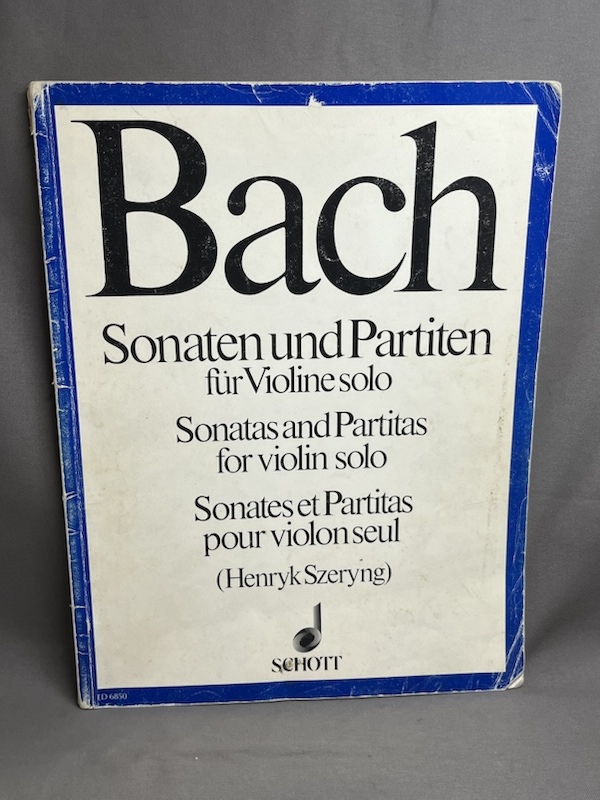 Bach
Sonaten und Partiten
für Violine solo
Sonatas and Partitas
for violin solo
Sonates et Partitas
pour violon seul
(Henryk Szeryng)
SCHOTT
ED 6850